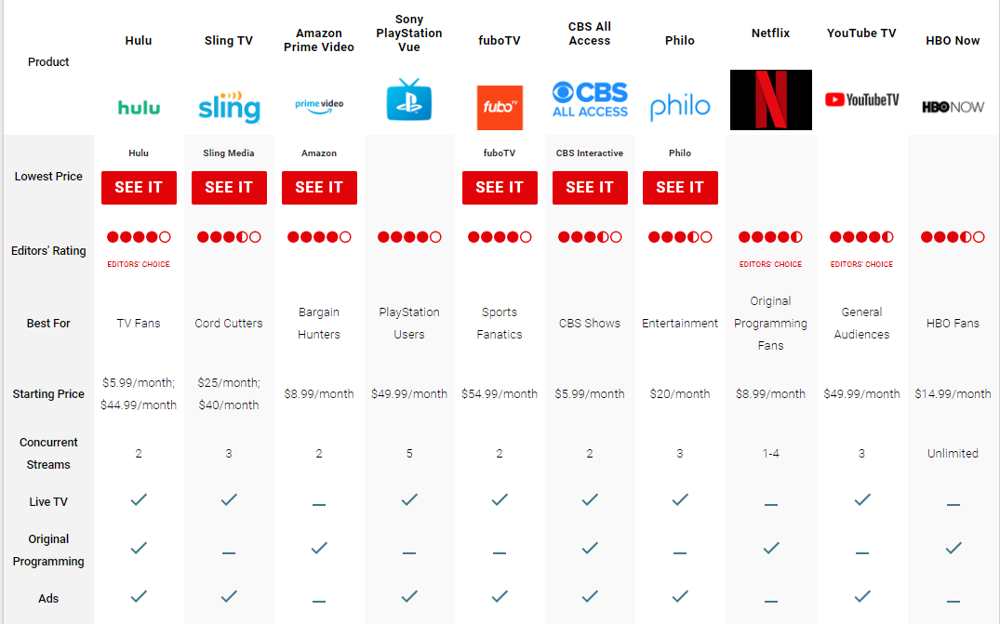 Product
Hulu
Sling TV
Amazon
Prime Video
Sony
PlayStation
Vue
fuboTV
CBS All
Access
Philo
Netflix
YouTube TV
HBO Now
hulu
sling
prime video
fubo TV
CBS
ALL ACCESS
philo
N
YouTubeTV
HBO NOW
Lowest Price
Hulu
Sling Media
Amazon
fuboTV
CBS Interactive
Philo
SEE IT
SEE IT
SEE IT
SEE IT
SEE IT
SEE IT
Editors' Rating
EDITORS' CHOICE
EDITORS' CHOICE
EDITORS' CHOICE
Best For
TV Fans
Cord Cutters
Bargain
Hunters
PlayStation
Users
Sports
Fanatics
CBS Shows
Entertainment
Original
Programming
Fans
General
Audiences
HBO Fans
Starting Price
$5.99/month;
$44.99/month
$25/month;
$40/month
$8.99/month
$49.99/month
$54.99/month
$5.99/month
$20/month
$8.99/month
$49.99/month
$14.99/month
Concurrent
Streams
2
3
2
5
2
2
3
1-4
3
Unlimited
Live TV
Original
Programming
Ads